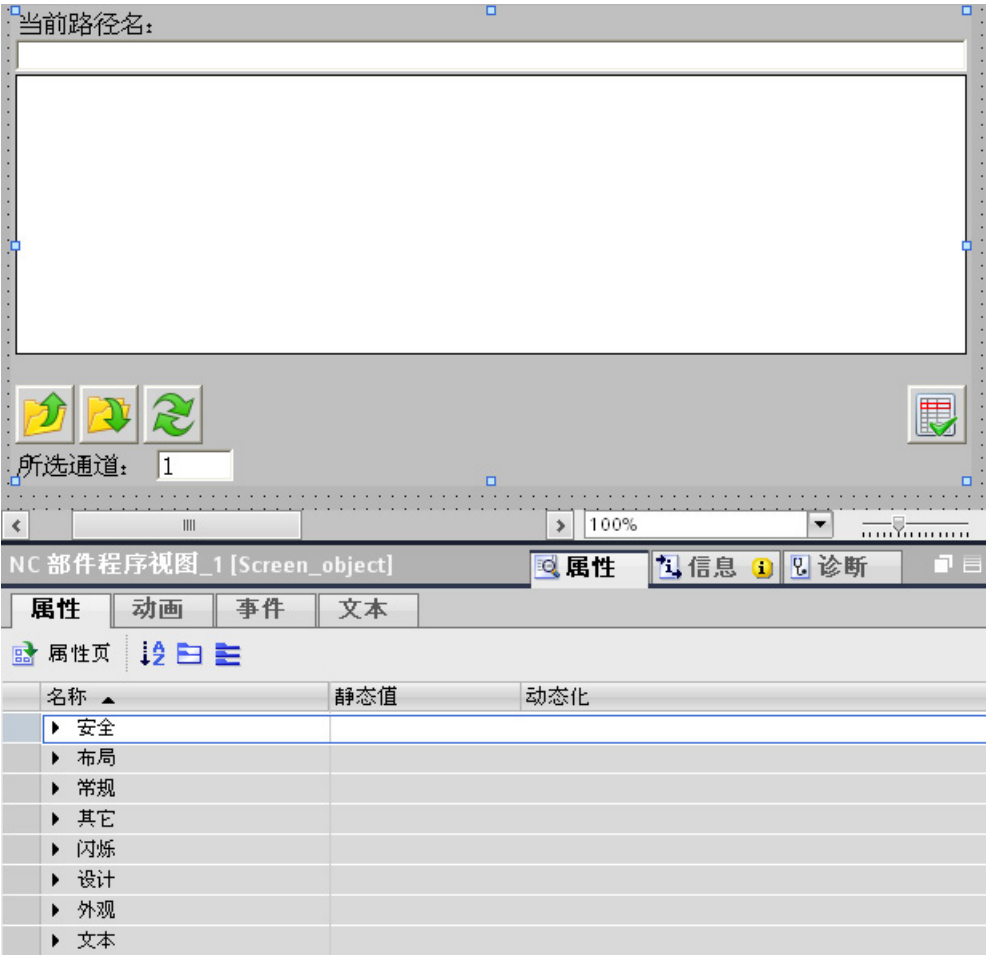 当前路径名:
所选通道: 1
100%
NC 部件程序视图_1 [Screen_object] 属性 信息 诊断
属性 动画 事件 文本
属性页
名称 静态值 动态化
安全
布局
常规
其它
闪烁
设计
外观
文本